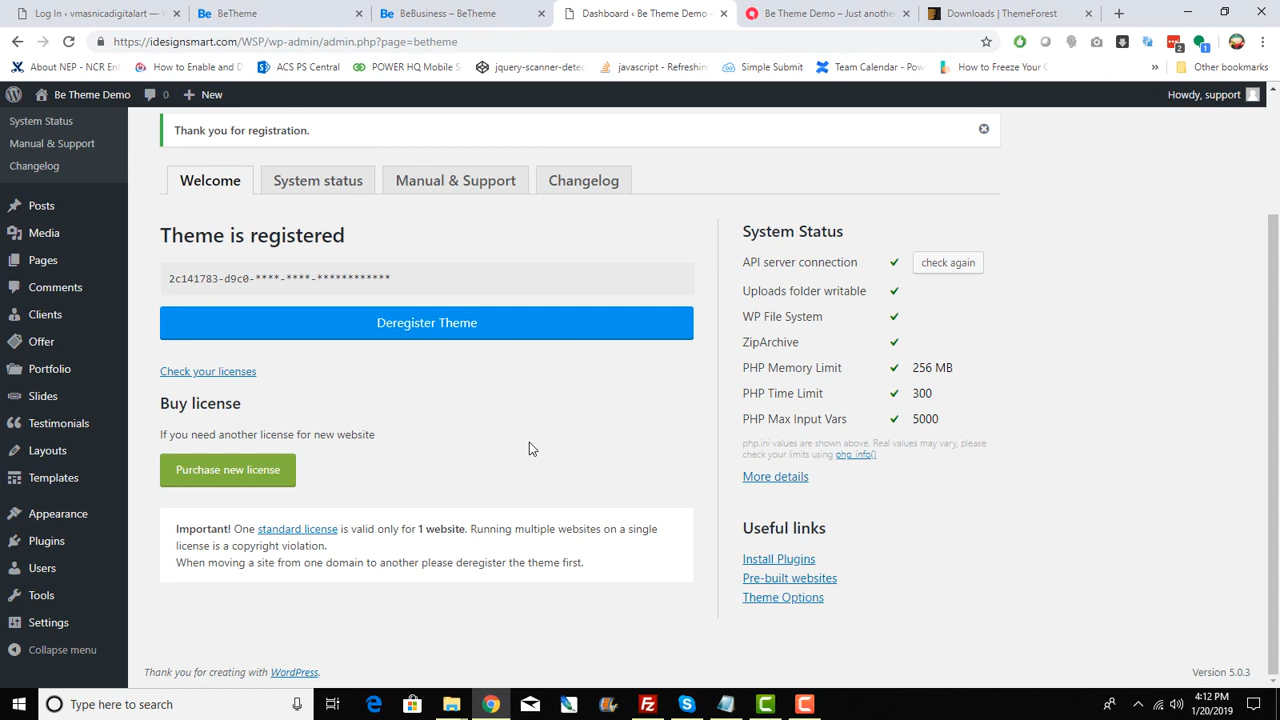 Log In ‹ vmasnicadigitalart — W
BeTheme
BeBusiness – BeTheme
Dashboard ‹ Be Theme Demo —
Be Theme Demo – Just another
Downloads | ThemeForest
https://idesignsmart.com/WSP/wp-admin/admin.php?page=betheme
About NEP - NCR Ent
How to Enable and D
ACS PS Central
POWER HQ Mobile S
jquery-scanner-detec
javascript - Refreshing
Simple Submit
Team Calendar - Pow
How to Freeze Your C
Other bookmarks
Be Theme Demo
0
New
Howdy, support
System Status
Manual & Support
Changelog
Posts
Media
Pages
Comments
Clients
Offer
Portfolio
Slides
Testimonials
Layouts
Templates
Appearance
Plugins
Users
Tools
Settings
Collapse menu
Thank you for registration.
Welcome
System status
Manual & Support
Changelog
Theme is registered
2c141783-d9c0-****-****-************
Deregister Theme
Check your licenses
Buy license
If you need another license for new website
Purchase new license
Important! One standard license is valid only for 1 website. Running multiple websites on a single
license is a copyright violation.
When moving a site from one domain to another please deregister the theme first.
System Status
API server connection
check again
Uploads folder writable
WP File System
ZipArchive
PHP Memory Limit 256 MB
PHP Time Limit 300
PHP Max Input Vars 5000
php.ini values are shown above. Real values may vary, please
check your limits using php_info()
More details
Useful links
Install Plugins
Pre-built websites
Theme Options
Thank you for creating with WordPress.
Version 5.0.3
Type here to search
4:12 PM
1/20/2019